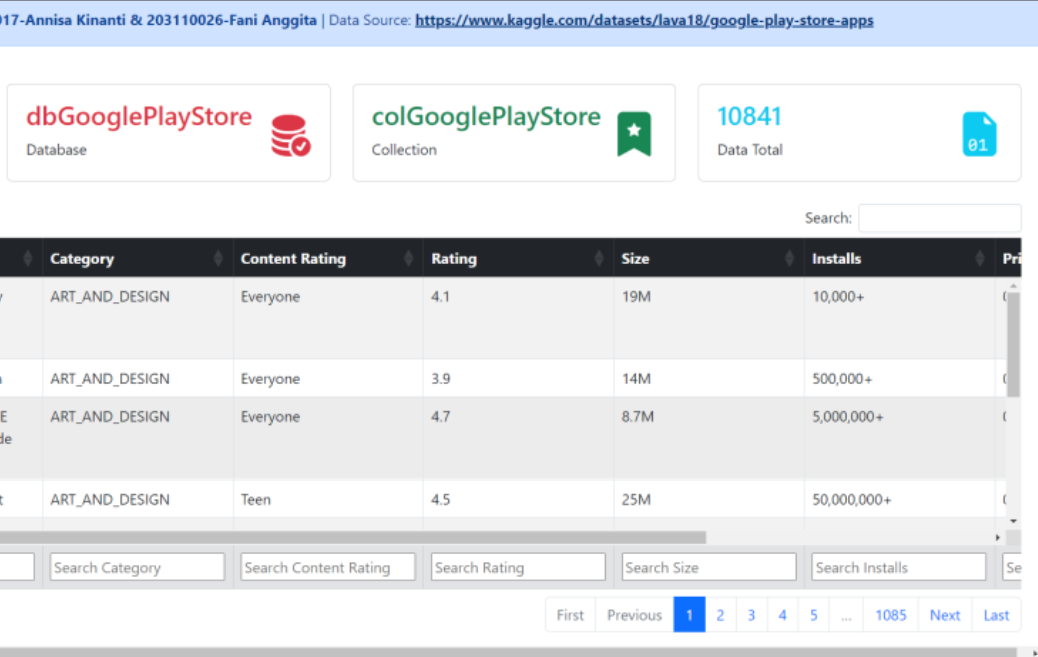 017-Annisa Kinanti & 203110026-Fani Anggita | Data Source: https://www.kaggle.com/datasets/lava18/google-play-store-apps
dbGooglePlayStore
Database
colGooglePlayStore
Collection
10841
01
Data Total
Search:
Category Content Rating Rating Size Installs Pri
ART_AND_DESIGN Everyone 4.1 19M 10,000+
ART_AND_DESIGN Everyone 3.9 14M 500,000+
E ART_AND_DESIGN Everyone 4.7 8.7M 5,000,000+
de
t ART_AND_DESIGN Teen 4.5 25M 50,000,000+
Search Category Search Content Rating Search Rating Search Size Search Installs Se
First Previous 1 2 3 4 5 ... 1085 Next Last